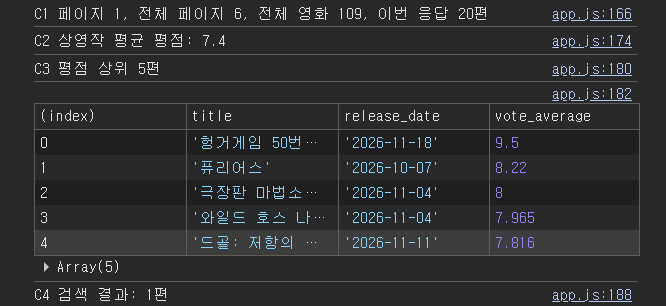 C1 페이지 1, 전체 페이지 6, 전체 영화 109, 이번 응답 20편 app.js:166
C2 상영작 평균 평점: 7.4 app.js:174
C3 평점 상위 5편 app.js:180
app.js:182
(index) title release_date vote_average
0 '헝거게임 50번… '2026-11-18' 9.5
1 '퓨리어스' '2026-10-07' 8.22
2 '극장판 마법소… '2026-11-04' 8
3 '와일드 호스 나… '2026-11-04' 7.965
4 '드골: 저항의 … '2026-11-11' 7.816
▶ Array(5)
C4 검색 결과: 1편 app.js:188